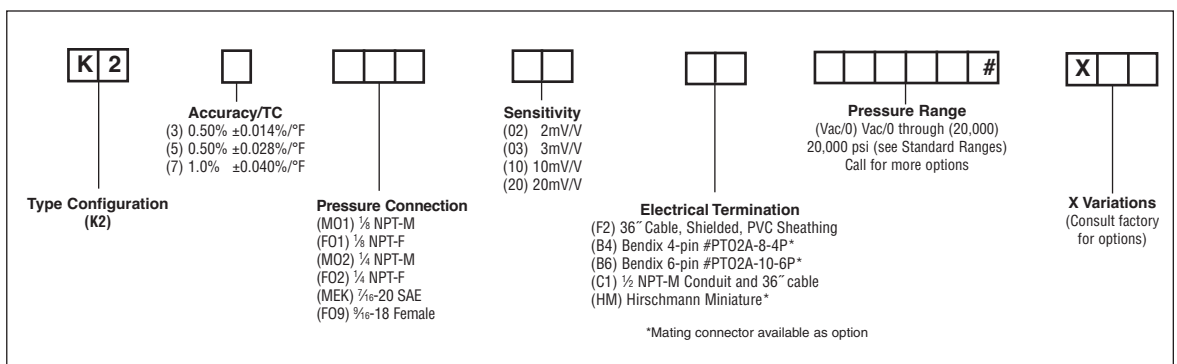 K 2
# 
X
Accuracy/TC
(3) 0.50% ±0.014%/°F
(5) 0.50% ±0.028%/°F
(7) 1.0% ±0.040%/°F
Sensitivity
(02) 2mV/V
(03) 3mV/V
(10) 10mV/V
(20) 20mV/V
Pressure Range
(Vac/0) Vac/0 through (20,000)
20,000 psi (see Standard Ranges)
Call for more options
Type Configuration
(K2)
Pressure Connection
(MO1) ⅛ NPT-M
(FO1) ⅛ NPT-F
(MO2) ¼ NPT-M
(FO2) ¼ NPT-F
(MEK) 7⁄16-20 SAE
(FO9) 9⁄16-18 Female
Electrical Termination
(F2) 36˝ Cable, Shielded, PVC Sheathing
(B4) Bendix 4-pin #PTO2A-8-4P*
(B6) Bendix 6-pin #PTO2A-10-6P*
(C1) ½ NPT-M Conduit and 36˝ cable
(HM) Hirschmann Miniature*
*Mating connector available as option
X Variations
(Consult factory
for options)